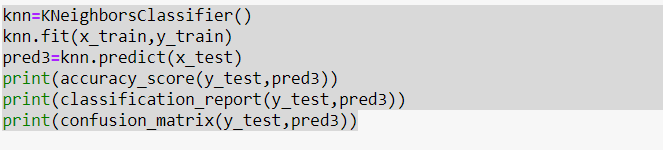 knn=KNeighborsClassifier()
knn.fit(x_train,y_train)
pred3=knn.predict(x_test)
print(accuracy_score(y_test,pred3))
print(classification_report(y_test,pred3))
print(confusion_matrix(y_test,pred3))